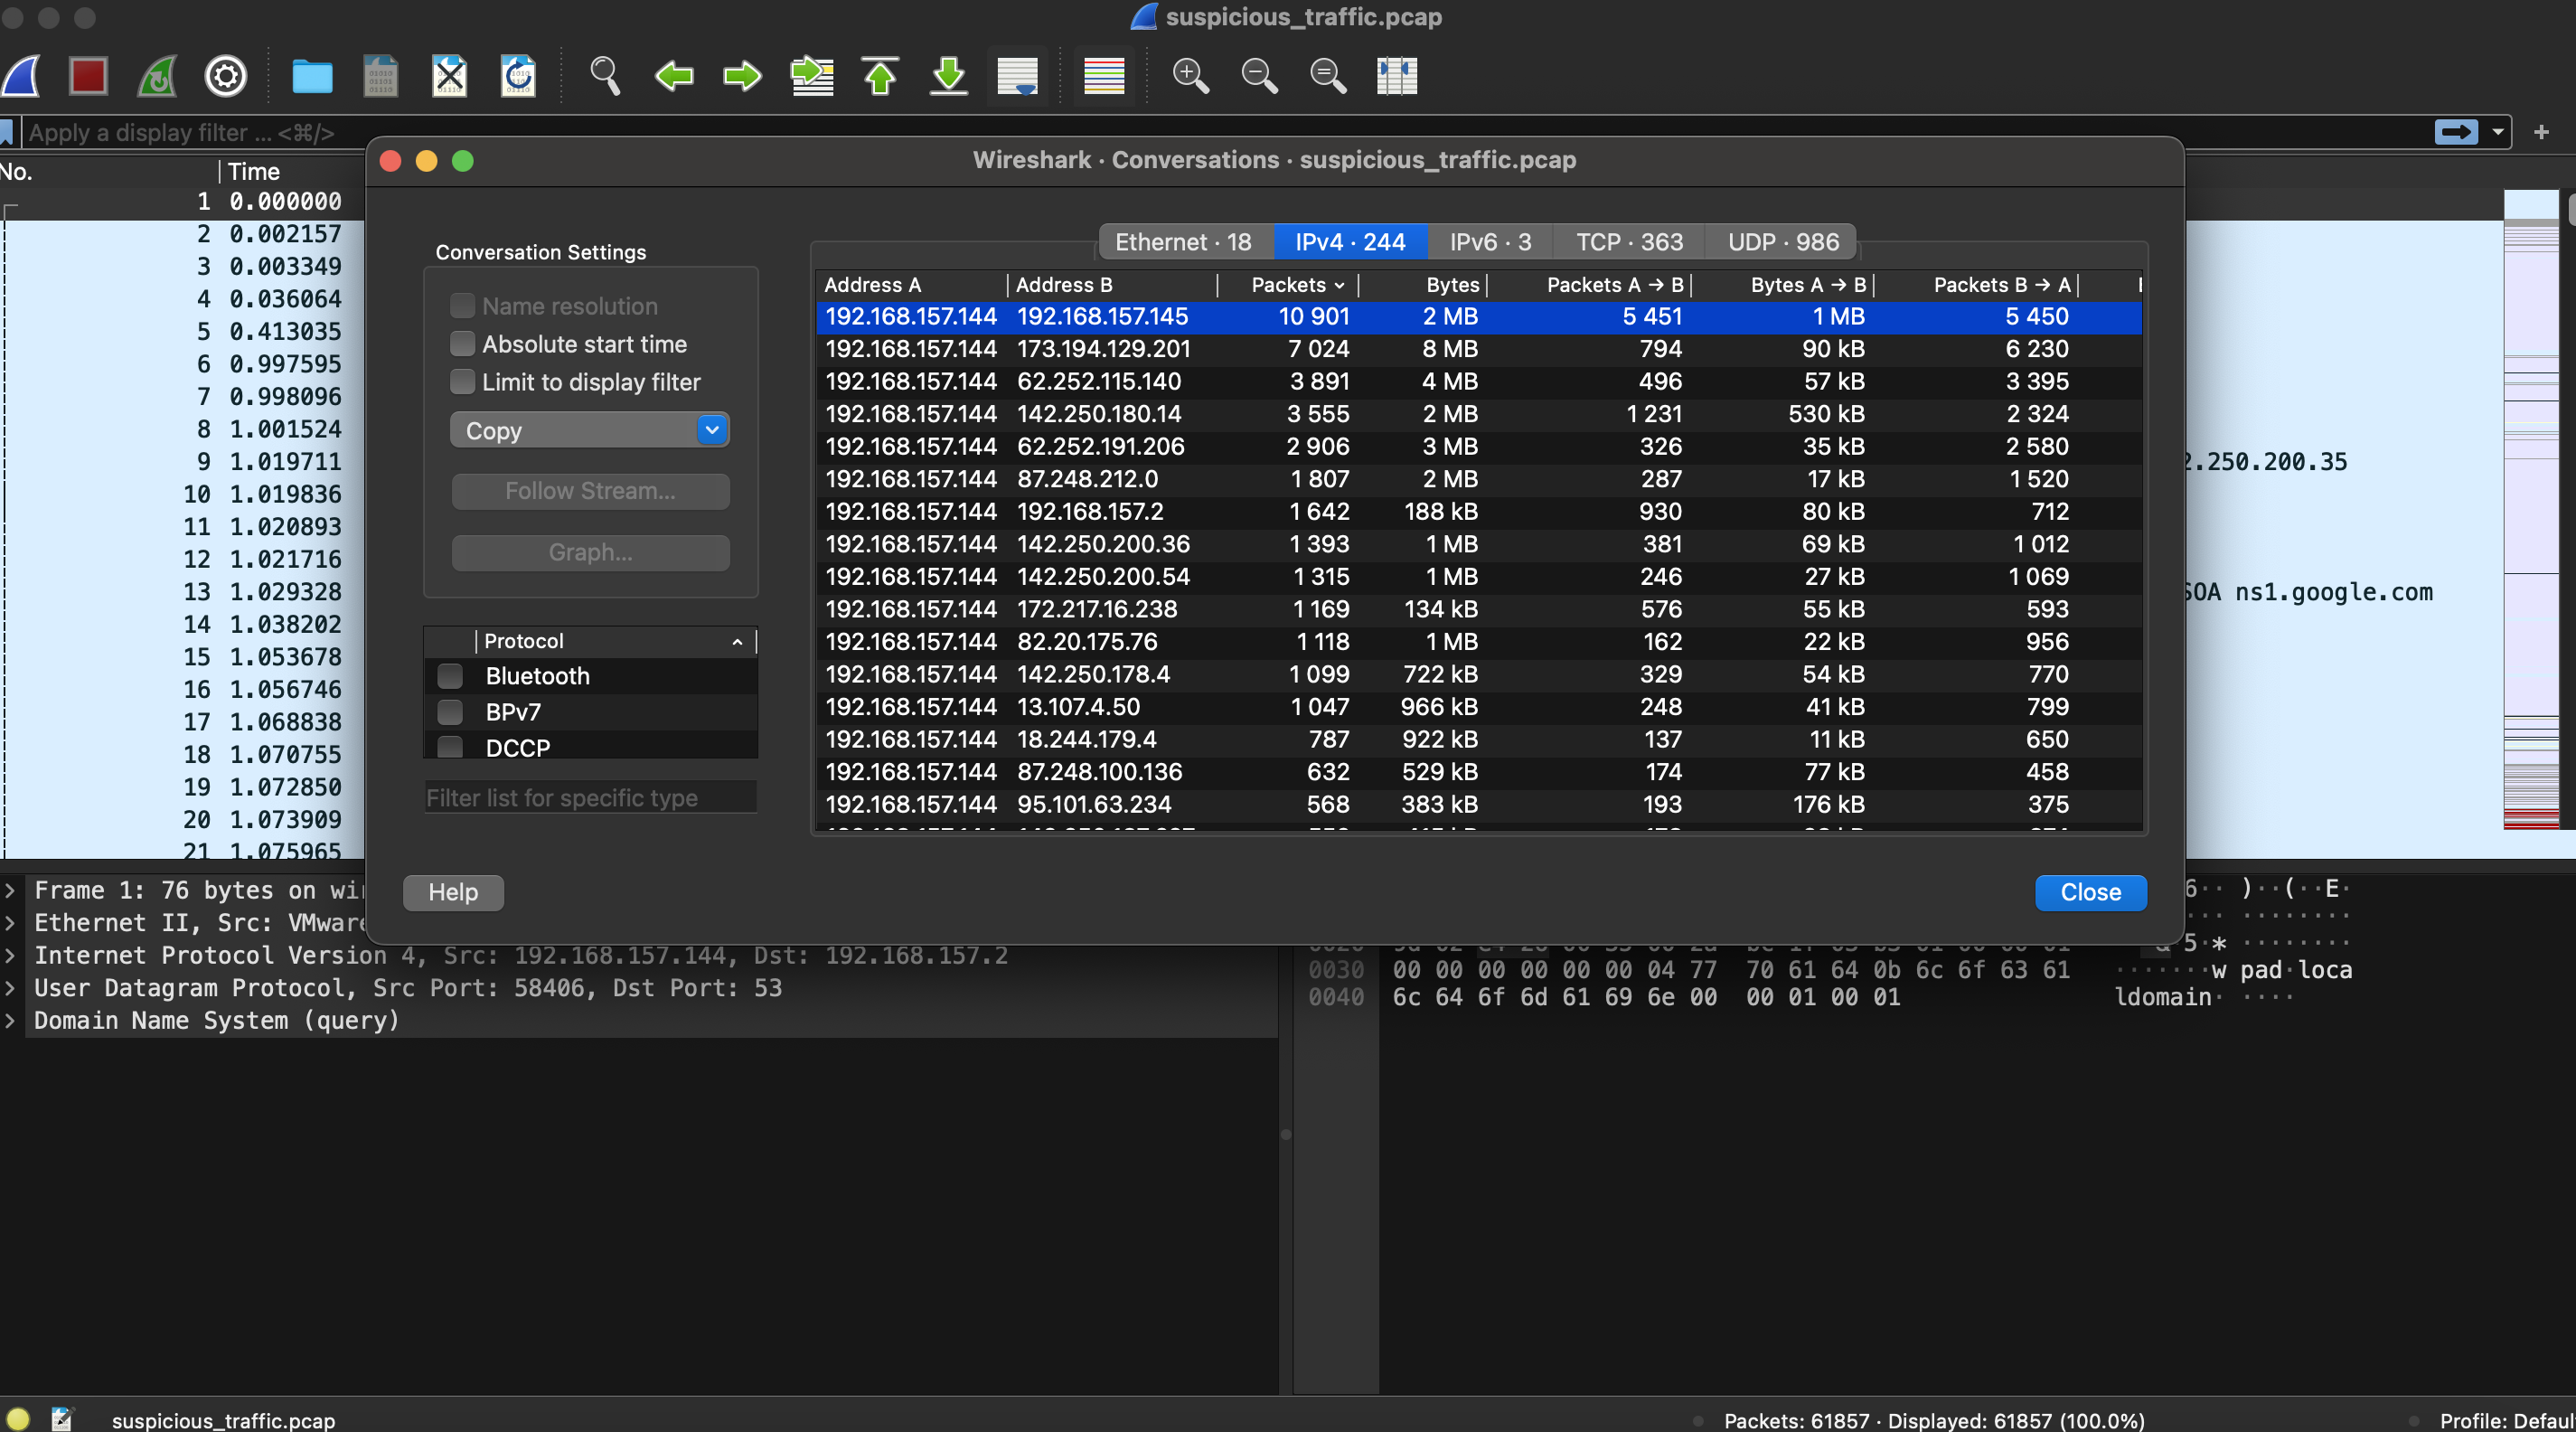 suspicious_traffic.pcap
Apply a display filter ... <⌘/>
No. Time
Wireshark · Conversations · suspicious_traffic.pcap
1 0.000000
2 0.002157
3 0.003349
4 0.036064
5 0.413035
6 0.997595
7 0.998096
8 1.001524
9 1.019711
10 1.019836
11 1.020893
12 1.021716
13 1.029328
14 1.038202
15 1.053678
16 1.056746
17 1.068838
18 1.070755
19 1.072850
20 1.073909
21 1.075965
Conversation Settings
Name resolution
Absolute start time
Limit to display filter
Copy
Follow Stream...
Graph...
Protocol
Bluetooth
BPv7
DCCP
Filter list for specific type
Help
Ethernet · 18 IPv4 · 244 IPv6 · 3 TCP · 363 UDP · 986
Address A Address B Packets Bytes Packets A → B Bytes A → B Packets B → A
192.168.157.144 192.168.157.145 10 901 2 MB 5 451 1 MB 5 450
192.168.157.144 173.194.129.201 7 024 8 MB 794 90 kB 6 230
192.168.157.144 62.252.115.140 3 891 4 MB 496 57 kB 3 395
192.168.157.144 142.250.180.14 3 555 2 MB 1 231 530 kB 2 324
192.168.157.144 62.252.191.206 2 906 3 MB 326 35 kB 2 580
192.168.157.144 87.248.212.0 1 807 2 MB 287 17 kB 1 520
192.168.157.144 192.168.157.2 1 642 188 kB 930 80 kB 712
192.168.157.144 142.250.200.36 1 393 1 MB 381 69 kB 1 012
192.168.157.144 142.250.200.54 1 315 1 MB 246 27 kB 1 069
192.168.157.144 172.217.16.238 1 169 134 kB 576 55 kB 593
192.168.157.144 82.20.175.76 1 118 1 MB 162 22 kB 956
192.168.157.144 142.250.178.4 1 099 722 kB 329 54 kB 770
192.168.157.144 13.107.4.50 1 047 966 kB 248 41 kB 799
192.168.157.144 18.244.179.4 787 922 kB 137 11 kB 650
192.168.157.144 87.248.100.136 632 529 kB 174 77 kB 458
192.168.157.144 95.101.63.234 568 383 kB 193 176 kB 375
Close
.250.200.35
SOA ns1.google.com
Frame 1: 76 bytes on
Ethernet II, Src: VMware
Internet Protocol Version 4, Src: 192.168.157.144, Dst: 192.168.157.2
User Datagram Protocol, Src Port: 58406, Dst Port: 53
Domain Name System (query)
6·· )··(··E·
··· ········
5·* ········
0030 00 00 00 00 00 00 04 77 70 61 64 0b 6c 6f 63 61 ·······w pad·loca
0040 6c 64 6f 6d 61 69 6e 00 00 01 00 01 ldomain· ····
suspicious_traffic.pcap
Packets: 61857 · Displayed: 61857 (100.0%)
Profile: Defaul